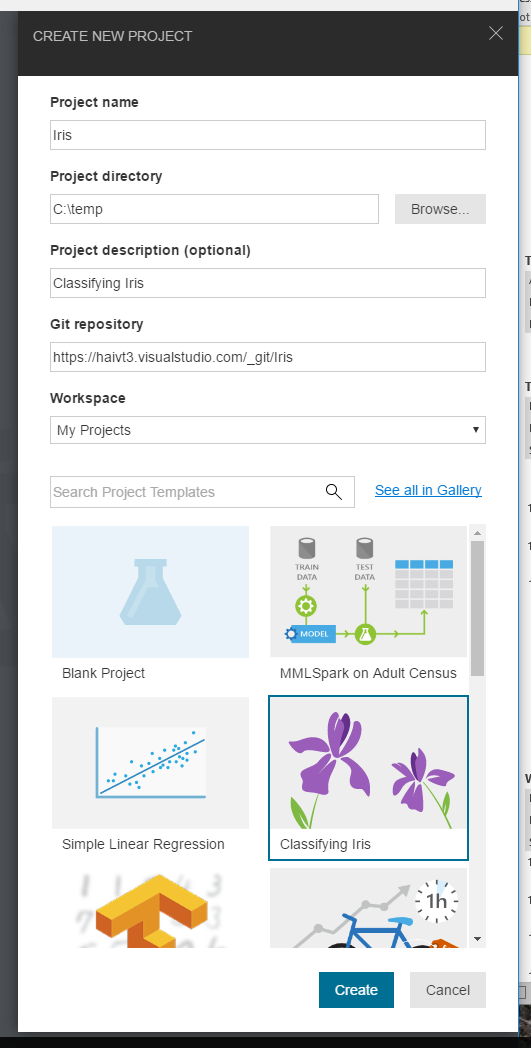 CREATE NEW PROJECT
Project name
Iris
Project directory
C:\temp
Browse...
Project description (optional)
Classifying Iris
Git repository
https://haivt3.visualstudio.com/_git/Iris
Workspace
My Projects
Search Project Templates
See all in Gallery
TRAIN DATA
TEST DATA
MODEL
Blank Project
MMLSpark on Adult Census
Simple Linear Regression
Classifying Iris
1h
Create
Cancel